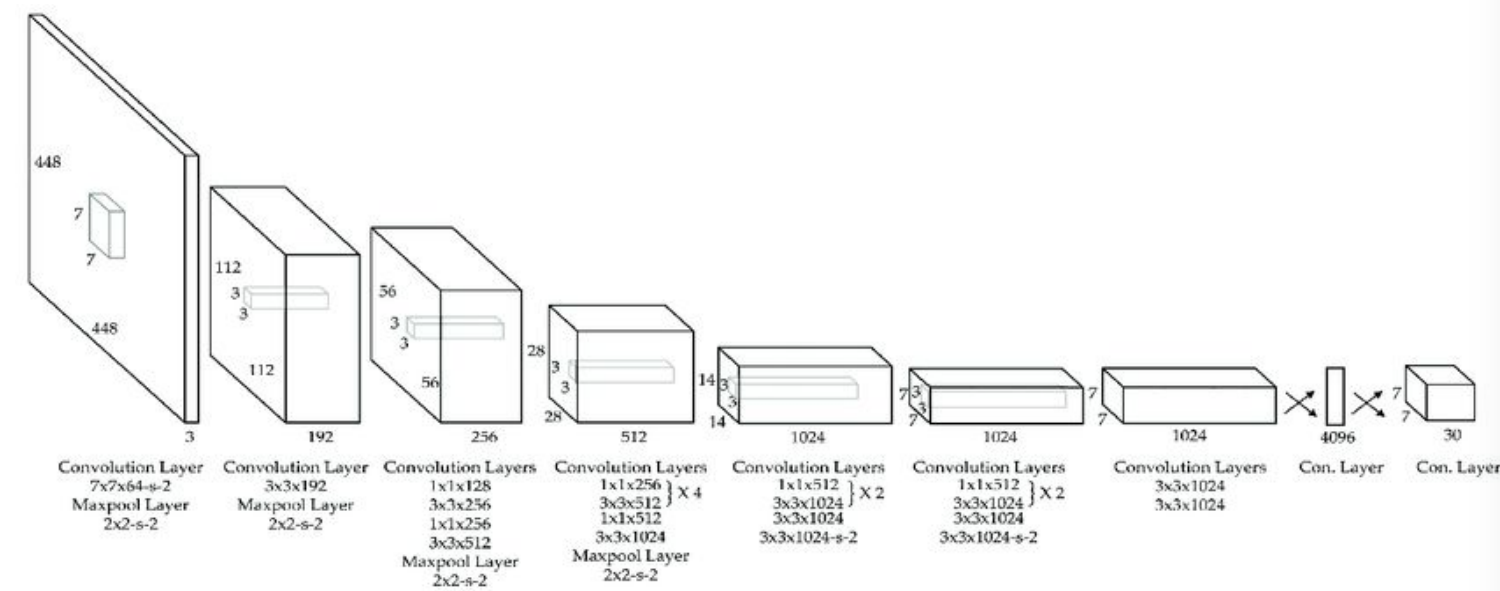 448
7
7
448
3
Convolution Layer
7x7x64-s-2
Maxpool Layer
2x2-s-2
112
3
3
112
192
Convolution Layer
3x3x192
Maxpool Layer
2x2-s-2
56
3
3
56
256
Convolution Layers
1x1x128
3x3x256
1x1x256
3x3x512
Maxpool Layer
2x2-s-2
28
3
3
28
512
Convolution Layers
1x1x256
3x3x512 } X 4
1x1x512
3x3x1024
Maxpool Layer
2x2-s-2
14
3
3
14
1024
Convolution Layers
1x1x512
3x3x1024 } X 2
3x3x1024
3x3x1024-s-2
7
3
3
7
1024
Convolution Layers
1x1x512
3x3x1024 } X 2
3x3x1024
3x3x1024-s-2
7
7
1024
Convolution Layers
3x3x1024
3x3x1024
4096
Con. Layer
7
7
30
Con. Layer